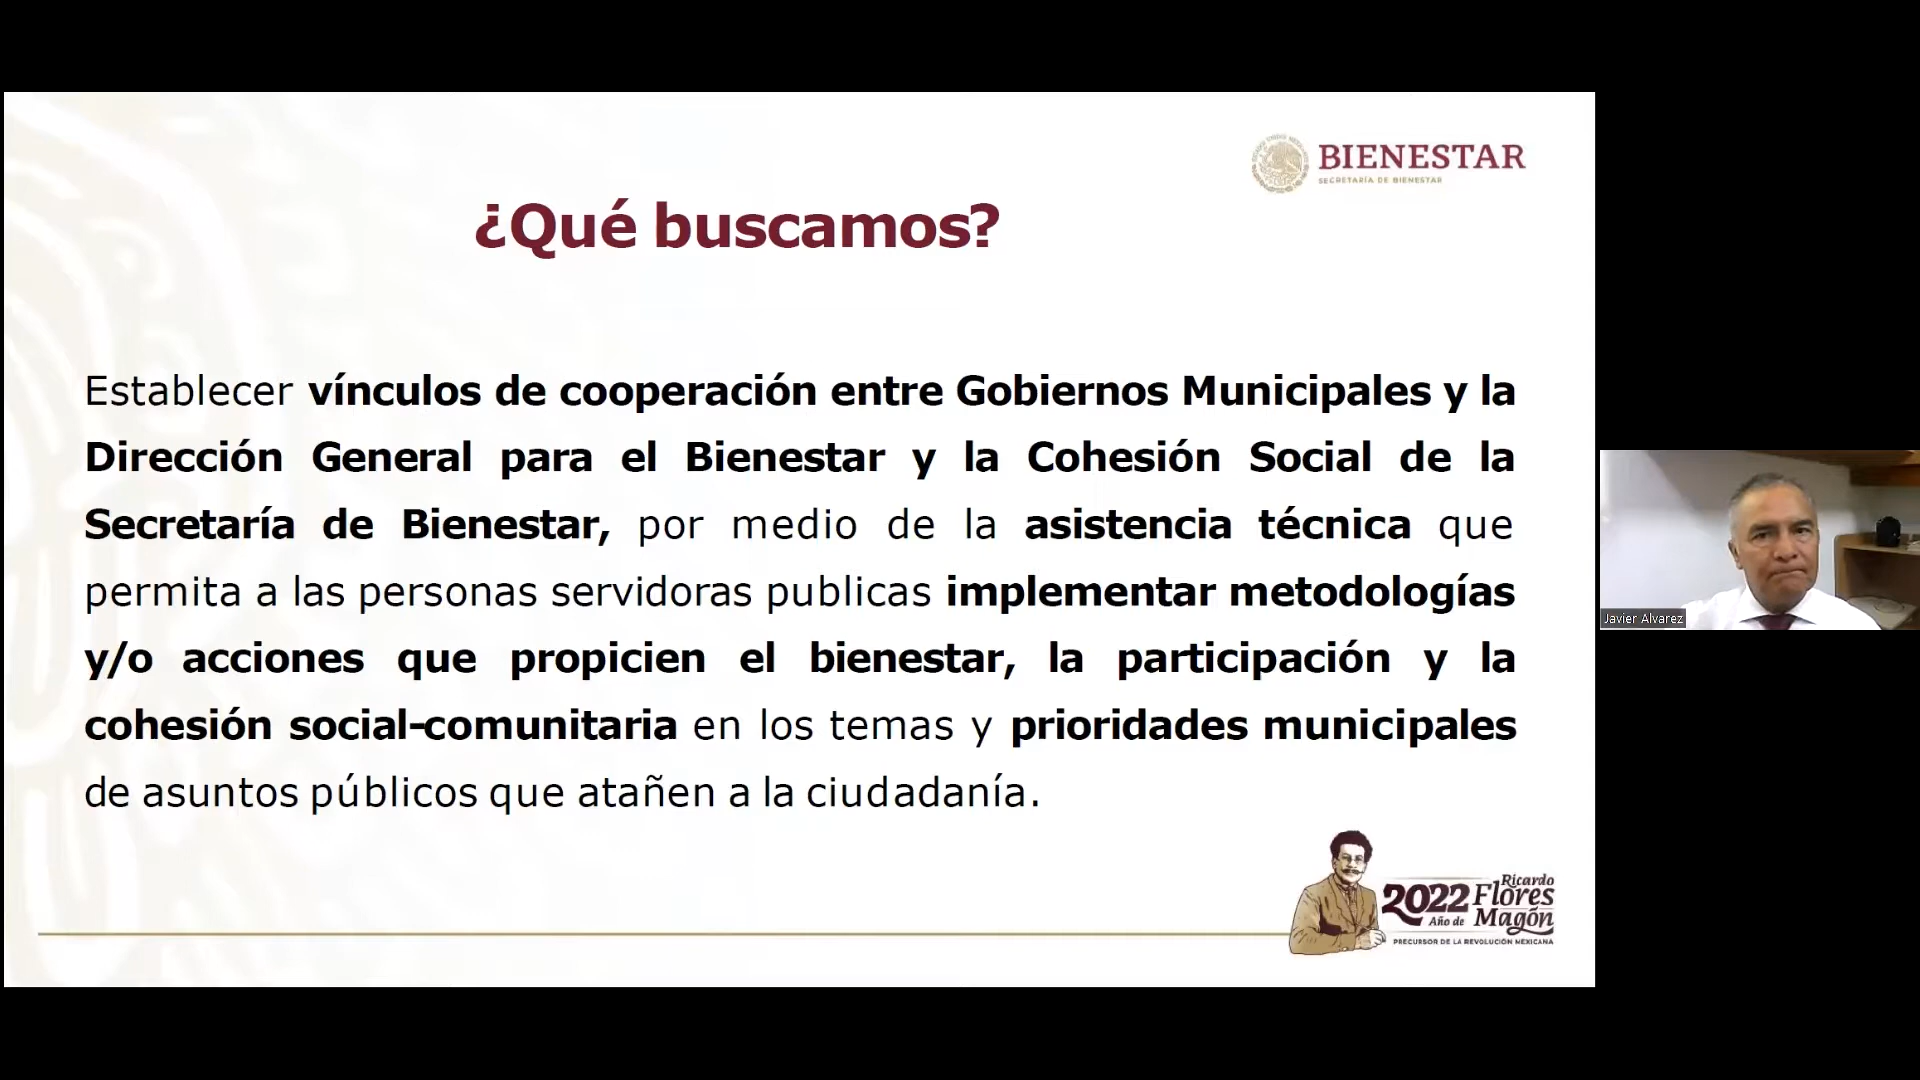 BIENESTAR
SECRETARÍA DE BIENESTAR
¿Qué buscamos?
Establecer vínculos de cooperación entre Gobiernos Municipales y la
Dirección General para el Bienestar y la Cohesión Social de la
Secretaría de Bienestar, por medio de la asistencia técnica que
permita a las personas servidoras publicas implementar metodologías
y/o acciones que propicien el bienestar, la participación y la
cohesión social-comunitaria en los temas y prioridades municipales
de asuntos públicos que atañen a la ciudadanía.
Javier Alvarez
2022 Ricardo
Flores
Año de Magón
PRECURSOR DE LA REVOLUCIÓN MEXICANA